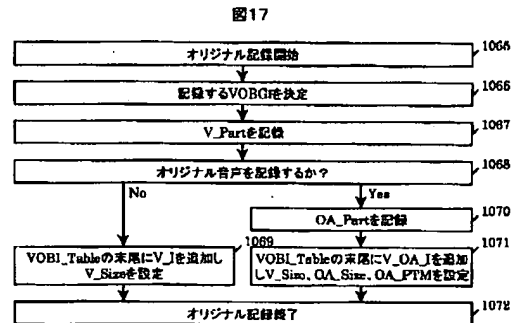 図17
オリジナル記録開始
1065
記録するVOBGIを決定
1066
V_Partを記録
1067
オリジナル音声を記録するか?
1068
No
Yes
OA_Partを記録
1070
1069
1071
VOBI_Tableの末尾にV_Iを追加し
V_Sizeを設定
VOBI_Tableの末尾にV_OA_Iを追加
しV_Size、OA_Size、OA_PTMを設定
オリジナル記録終了
1072